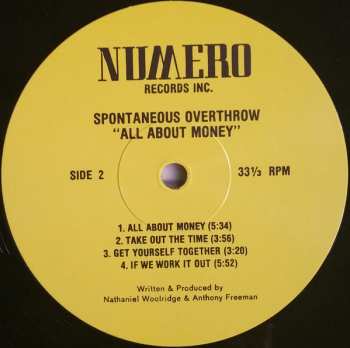 NUMERO
RECORDS INC.
SPONTANEOUS OVERTHROW
"ALL ABOUT MONEY"
SIDE 2
33⅓ RPM
1. ALL ABOUT MONEY (5:34)
2. TAKE OUT THE TIME (3:56)
3. GET YOURSELF TOGETHER (3:20)
4. IF WE WORK IT OUT (5:52)
Written & Produced by
Nathaniel Woolridge & Anthony Freeman